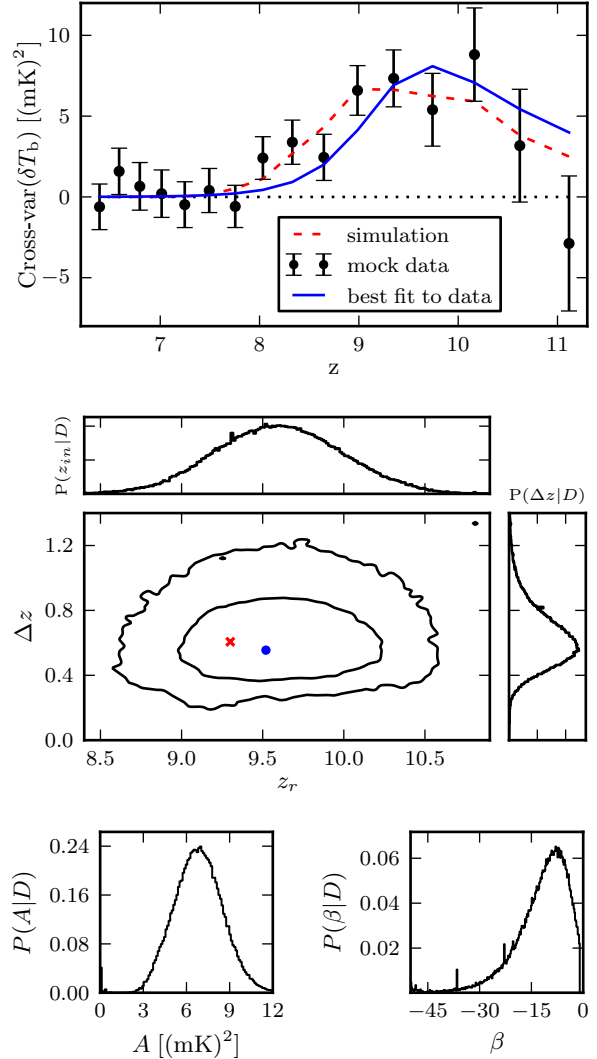 Cross-var(δT_b) [(mK)^2]
10
5
0
−5
simulation
mock data
best fit to data
7 8 9 10 11
z
P(z_in|D)
P(Δz|D)
Δz
1.2
0.8
0.4
0.0
8.5 9.0 9.5 10.0 10.5
z_r
P(A|D)
0.24
0.16
0.08
0.00
0 3 6 9 12
A [(mK)^2]
P(β|D)
0.06
0.04
0.02
−45 −30 −15 0
β